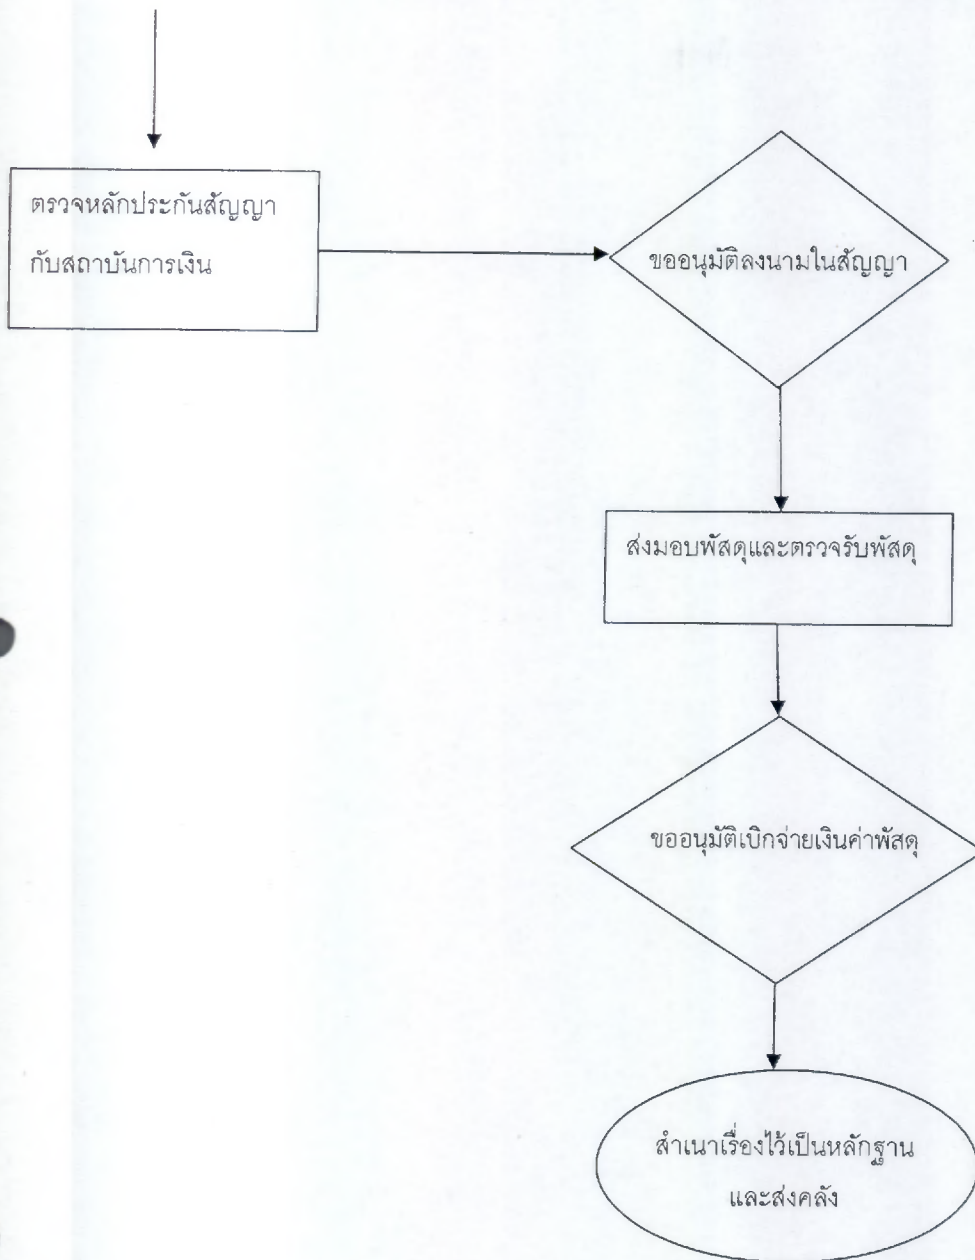 ตรวจหลักประกันสัญญา
กับสถาบันการเงิน
ขออนุมัติลงนามในสัญญา
ส่งมอบพัสดุและตรวจรับพัสดุ
ขออนุมัติเบิกจ่ายเงินค่าพัสดุ
สำเนาเรื่องไว้เป็นหลักฐาน
และส่งคลัง